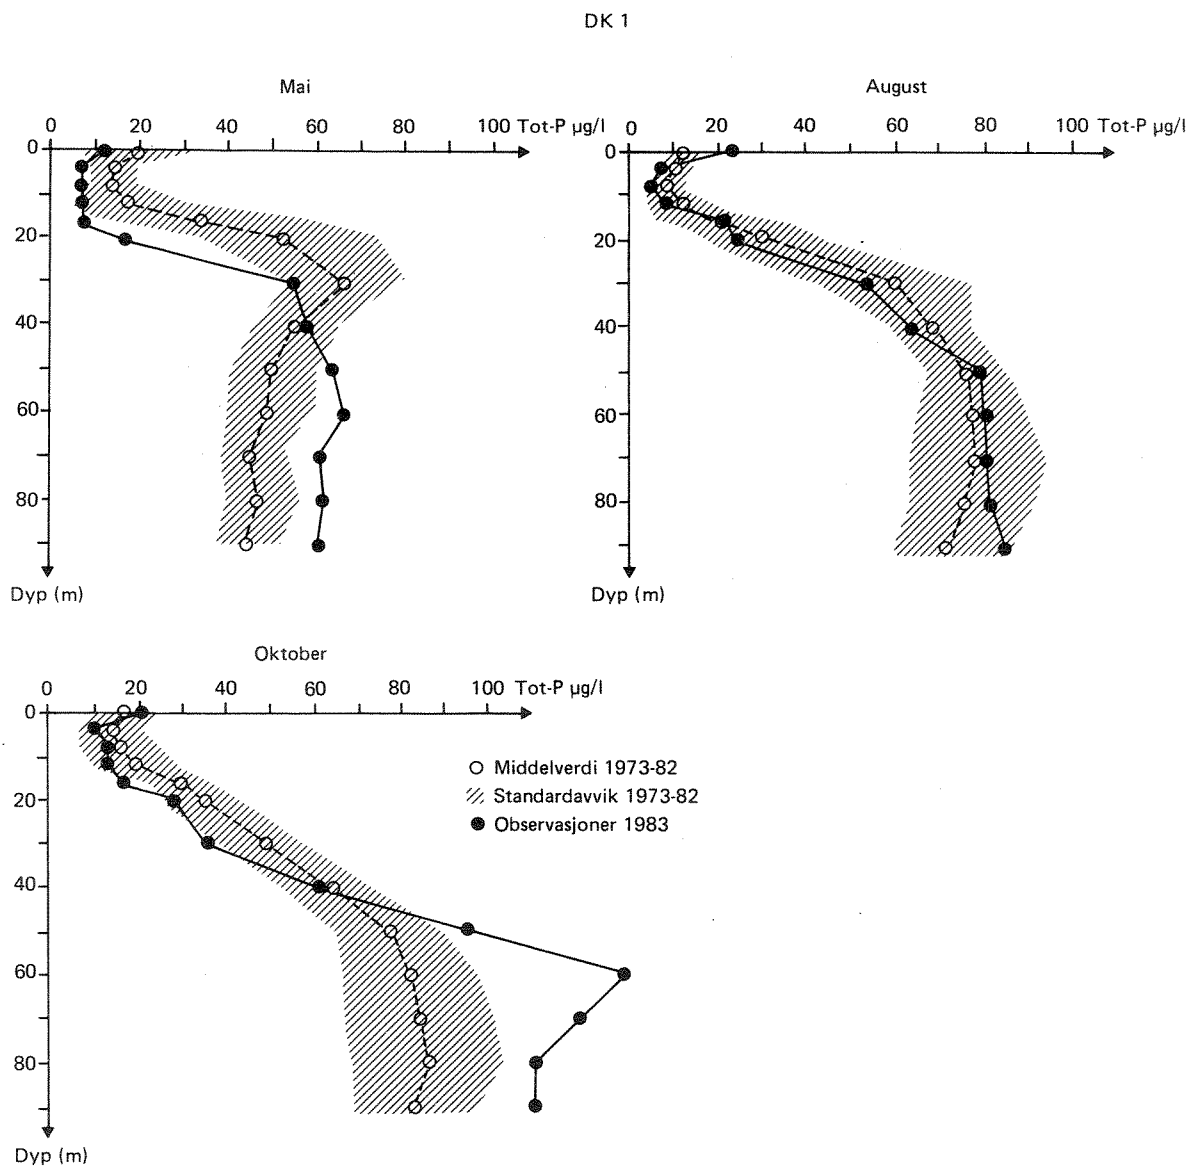 DK 1
Mai
0 20 40 60 80 100 Tot-P µg/l
0
20
40
60
80
Dyp (m)
August
0 20 40 60 80 100 Tot-P µg/l
0
20
40
60
80
Dyp (m)
Oktober
0 20 40 60 80 100 Tot-P µg/l
0
20
40
60
80
Dyp (m)
Middelverdi 1973-82
Standardavvik 1973-82
Observasjoner 1983